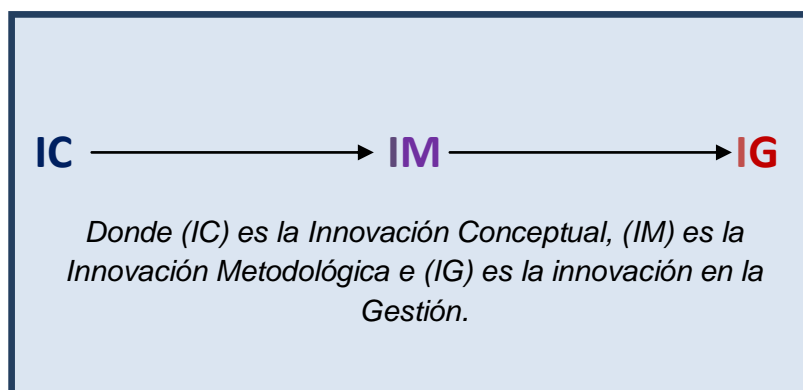 IC IM IG
Donde (IC) es la Innovación Conceptual, (IM) es la
Innovación Metodológica e (IG) es la innovación en la
Gestión.